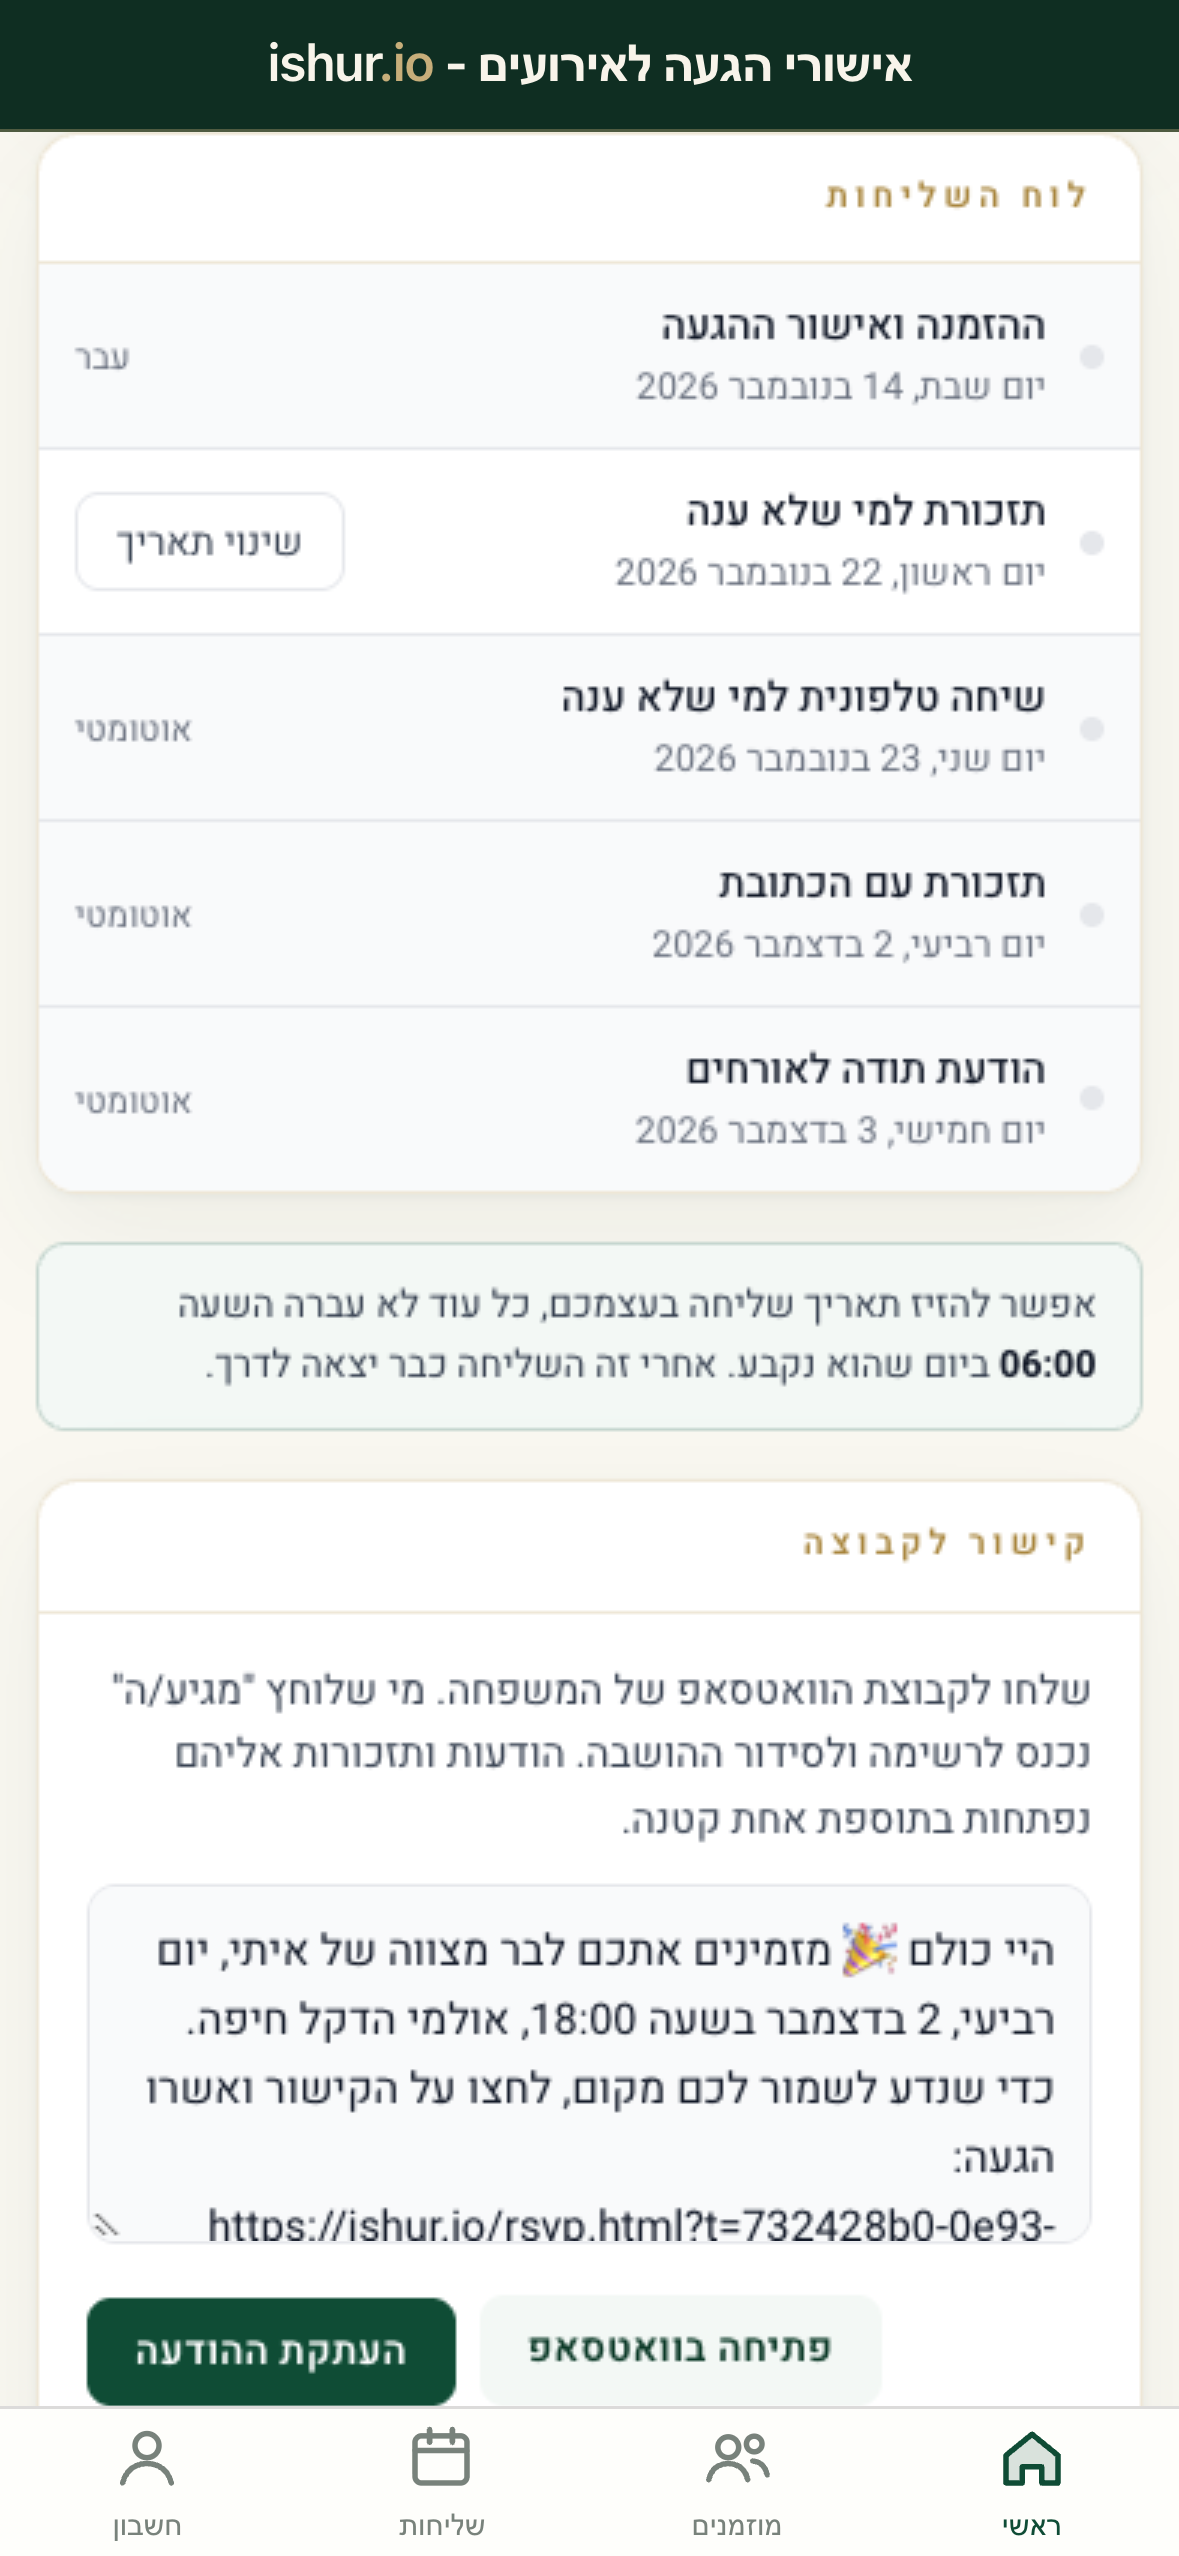 אישורי הגעה לאירועים - ishur.io
לוח השליחות
ההזמנה ואישור ההגעה
יום שבת, 14 בנובמבר 2026
עבר
תזכורת למי שלא ענה
יום ראשון, 22 בנובמבר 2026
שינוי תאריך
שיחה טלפונית למי שלא ענה
יום שני, 23 בנובמבר 2026
אוטומטי
תזכורת עם הכתובת
יום רביעי, 2 בדצמבר 2026
אוטומטי
הודעת תודה לאורחים
יום חמישי, 3 בדצמבר 2026
אוטומטי
אפשר להזיז תאריך שליחה בעצמכם, כל עוד לא עברה השעה
06:00 ביום שהוא נקבע. אחרי זה השליחה כבר יצאה לדרך.
קישור לקבוצה
שלחו לקבוצת הוואטסאפ של המשפחה. מי שלוחץ "מגיע/ה"
נכנס לרשימה ולסידור ההושבה. הודעות ותזכורות אליהם
נפתחות בתוספת אחת קטנה.
היי כולם 🎉 מזמינים אתכם לבר מצווה של איתי, יום
רביעי, 2 בדצמבר בשעה 18:00, אולמי הדקל חיפה.
כדי שנדע לשמור לכם מקום, לחצו על הקישור ואשרו
הגעה:
https://ishur.io/rsvp.html?t=732428b0-0e93-
פתיחה בוואטסאפ
העתקת ההודעה
ראשי
מוזמנים
שליחות
חשבון